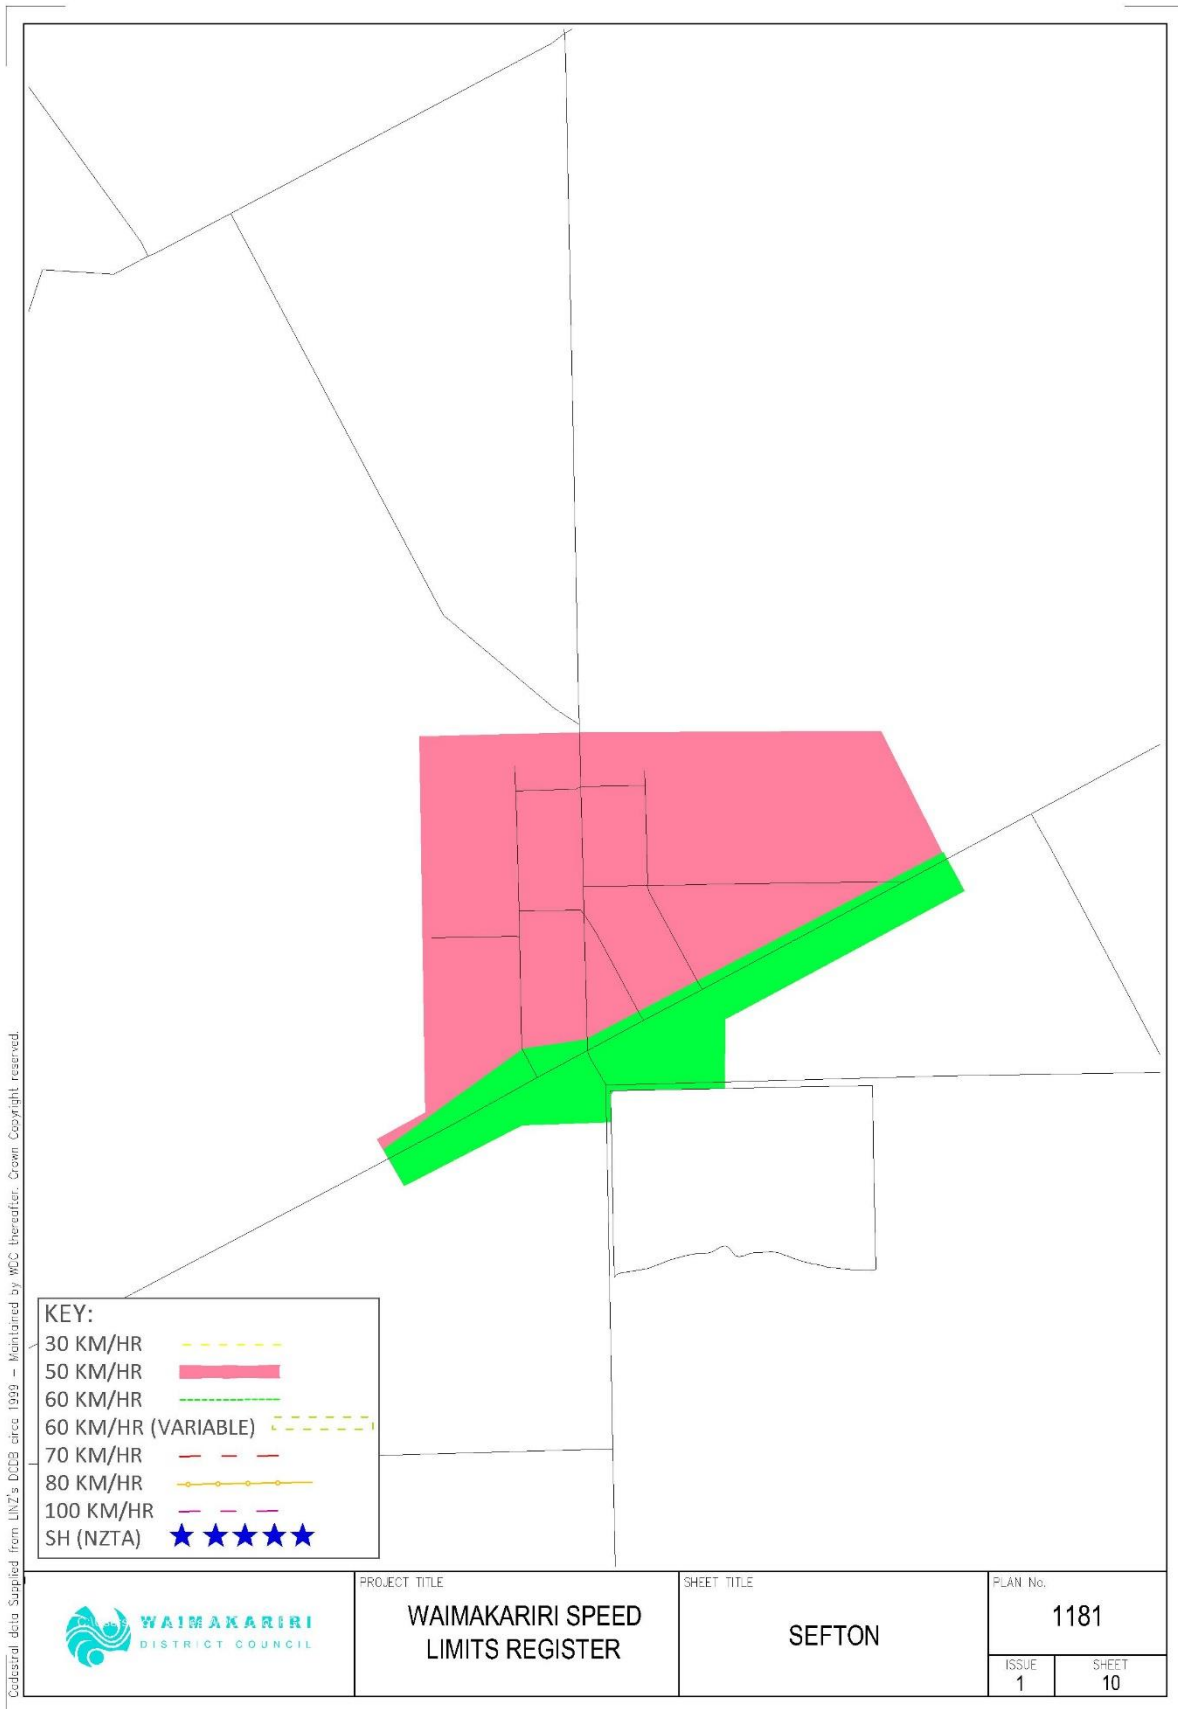 Cadastral data Supplied from LINZ's DCDB circa 1999 – Maintained by WDC thereafter. Crown Copyright reserved.
KEY:
30 KM/HR
50 KM/HR
60 KM/HR
60 KM/HR (VARIABLE)
70 KM/HR
80 KM/HR
100 KM/HR
SH (NZTA)
WAIMAKARIRI
DISTRICT COUNCIL
PROJECT TITLE
WAIMAKARIRI SPEED
LIMITS REGISTER
SHEET TITLE
SEFTON
PLAN No.
1181
ISSUE
1
SHEET
10